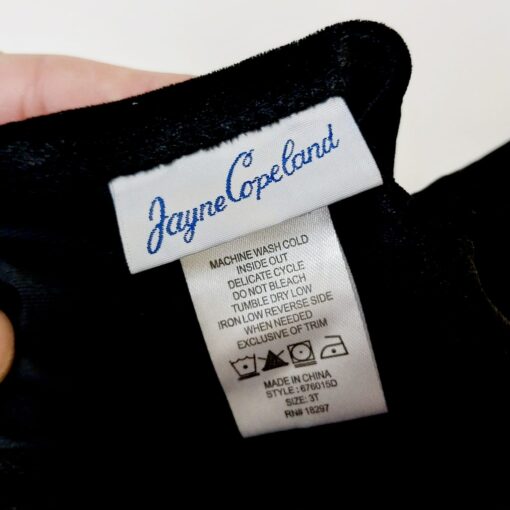 Jayne Copeland
MACHINE WASH COLD
INSIDE OUT
DELICATE CYCLE
DO NOT BLEACH
TUMBLE DRY LOW
IRON LOW REVERSE SIDE
WHEN NEEDED
EXCLUSIVE OF TRIM
MADE IN CHINA
STYLE : 676015D
SIZE: 3T
RN# 18297